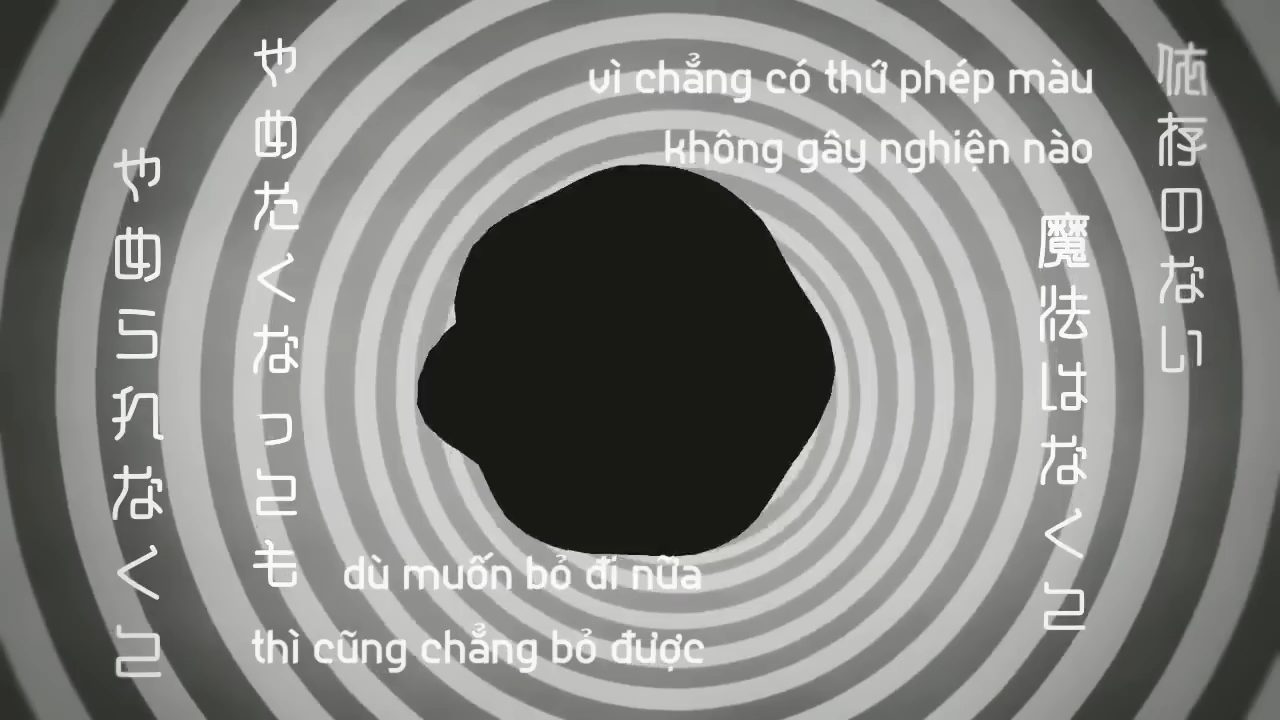 依存のない
魔法はなくて
vì chẳng có thứ phép màu
không gây nghiện nào
やめたくなっても
やめられなくて
dù muốn bỏ đi nữa
thì cũng chẳng bỏ được